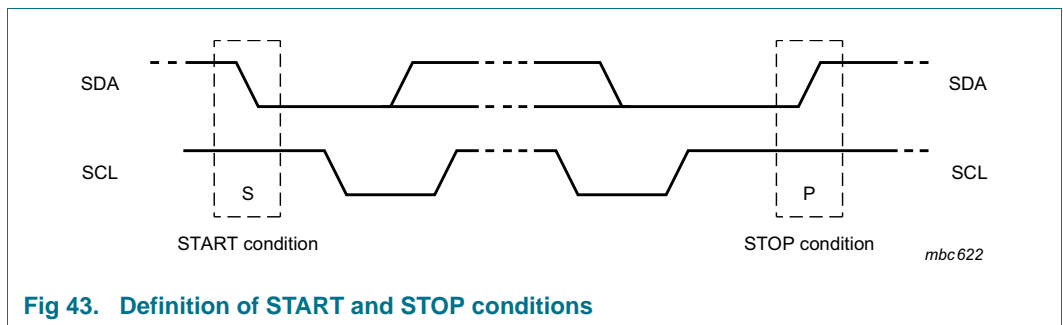 SDA
SDA
SCL
SCL
S
P
START condition
STOP condition
mbc622
Fig 43. Definition of START and STOP conditions